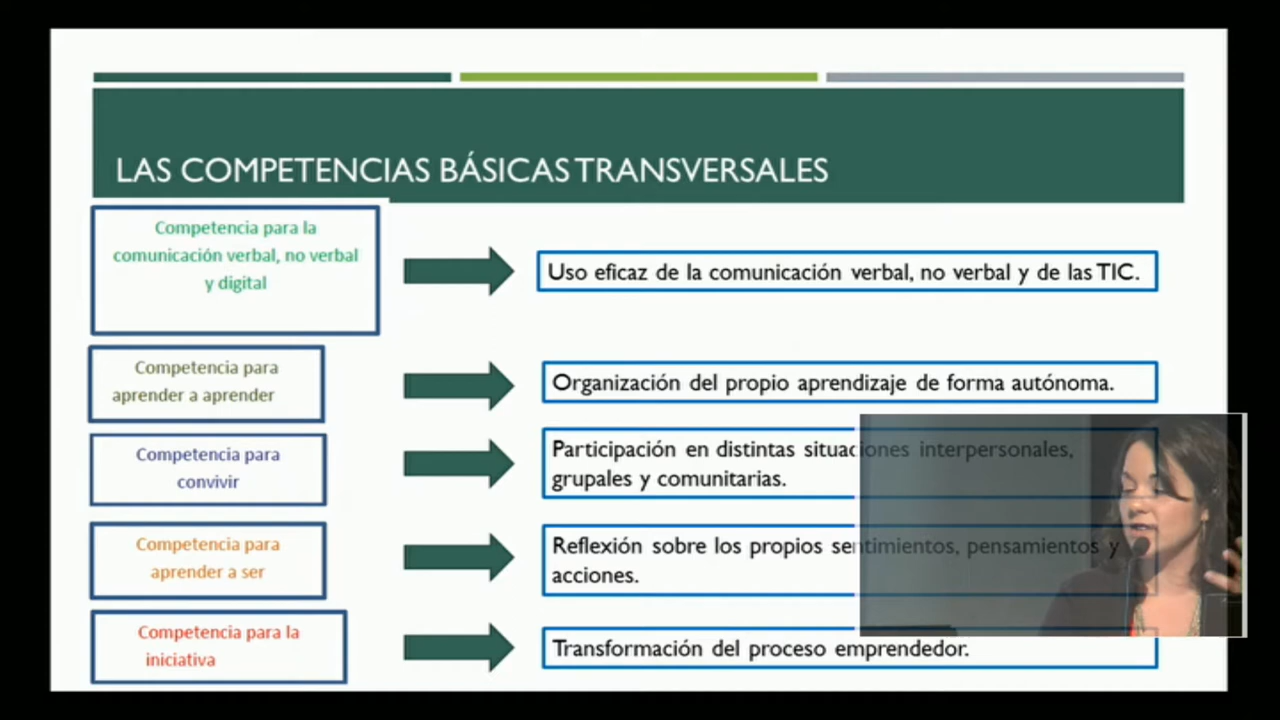 LAS COMPETENCIAS BÁSICAS TRANSVERSALES
Competencia para la
comunicación verbal, no verbal
y digital
Uso eficaz de la comunicación verbal, no verbal y de las TIC.
Competencia para
aprender a aprender
Organización del propio aprendizaje de forma autónoma.
Competencia para
convivir
Participación en distintas situaciones interpersonales,
grupales y comunitarias.
Competencia para
aprender a ser
Reflexión sobre los propios sentimientos, pensamientos y
acciones.
Competencia para la
iniciativa
Transformación del proceso emprendedor.